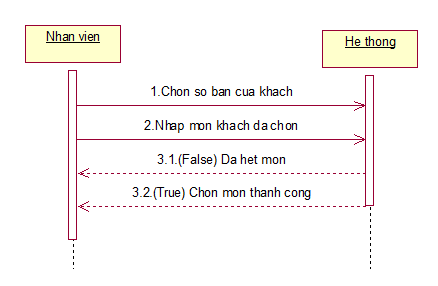 Nhan vien
He thong
1.Chon so ban cua khach
2.Nhap mon khach da chon
3.1.(False) Da het mon
3.2.(True) Chon mon thanh cong